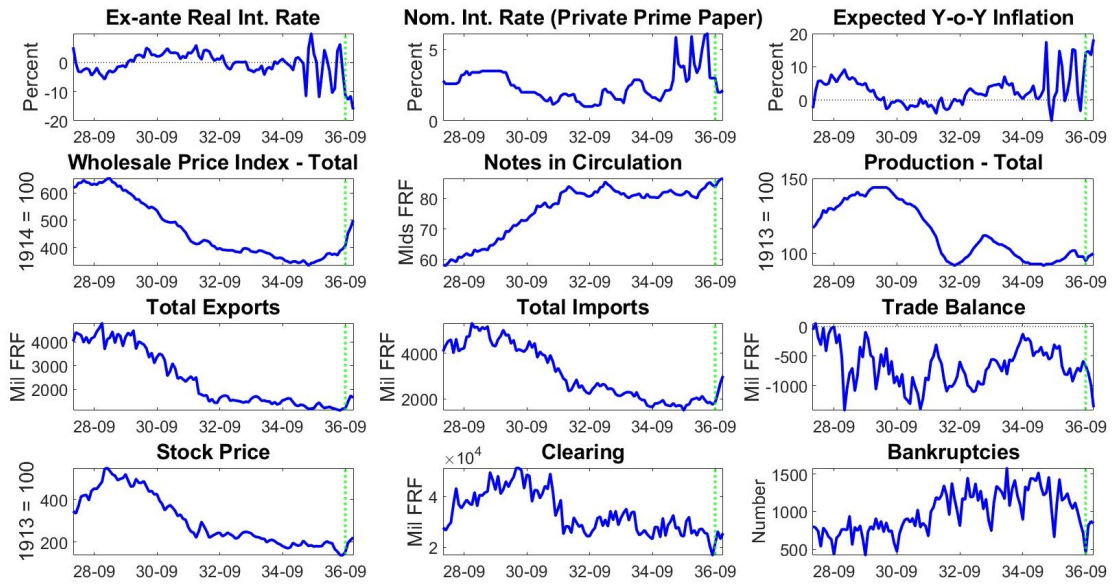 Ex-ante Real Int. Rate
Percent
0
-10
-20
28-09 30-09 32-09 34-09 36-09
Nom. Int. Rate (Private Prime Paper)
Percent
5
0
28-09 30-09 32-09 34-09 36-09
Expected Y-o-Y Inflation
Percent
20
10
0
28-09 30-09 32-09 34-09 36-09
Wholesale Price Index - Total
1914 = 100
600
500
400
28-09 30-09 32-09 34-09 36-09
Notes in Circulation
Mlds FRF
80
70
60
28-09 30-09 32-09 34-09 36-09
Production - Total
1913 = 100
150
100
28-09 30-09 32-09 34-09 36-09
Total Exports
Mil FRF
4000
3000
2000
28-09 30-09 32-09 34-09 36-09
Total Imports
Mil FRF
4000
2000
28-09 30-09 32-09 34-09 36-09
Trade Balance
Mil FRF
0
-500
-1000
28-09 30-09 32-09 34-09 36-09
Stock Price
1913 = 100
400
200
28-09 30-09 32-09 34-09 36-09
Clearing
×10⁴
Mil FRF
4
2
28-09 30-09 32-09 34-09 36-09
Bankruptcies
Number
1500
1000
500
28-09 30-09 32-09 34-09 36-09